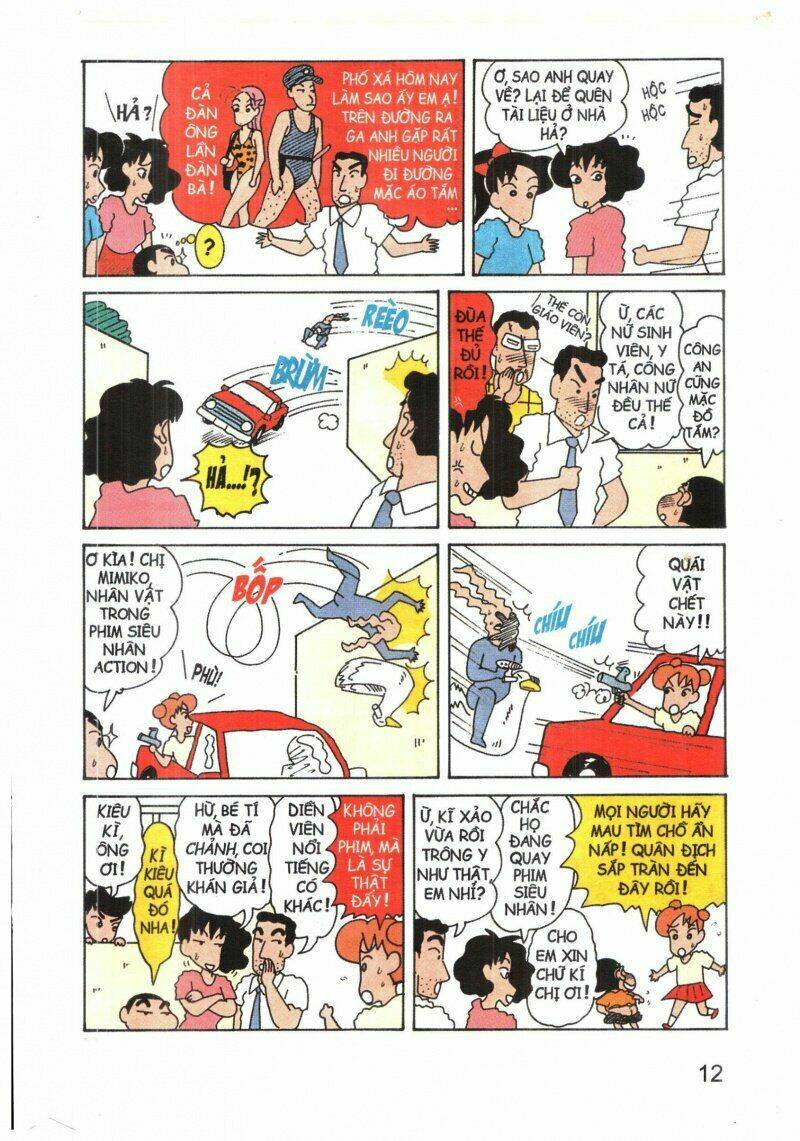 Ơ, SAO ANH QUAY
VỀ? LẠI ĐỂ QUÊN
TÀI LIỆU Ở NHÀ
HẢ?
HỘC
HỘC
PHỐ XÁ HÔM NAY
LÀM SAO ẤY EM Ạ!
TRÊN ĐƯỜNG RA
GA ANH GẶP RẤT
NHIỀU NGƯỜI
ĐI ĐƯỜNG
MẶC ÁO TẮM
...
CẢ
ĐÀN
ÔNG
LẪN
ĐÀN
BÀ!
HẢ?
?
CÔNG
AN
CŨNG
MẶC
ĐỒ
TẮM?
Ừ, CÁC
NỮ SINH
VIÊN, Y
TÁ, CÔNG
NHÂN NỮ
ĐỀU THẾ
CẢ!
THẾ CÒN
GIÁO VIÊN?
ĐÙA
THẾ
ĐỦ
RỒI!
REÈO
BRỪM
HẢ....!?
QUÁI
VẬT
CHẾT
NÀY!!
CHÍU
CHÍU
BỐP
Ơ KÌA! CHỊ
MIMIKO,
NHÂN VẬT
TRONG
PHIM SIÊU
NHÂN
ACTION!
PHÙ!
MỌI NGƯỜI HÃY
MAU TÌM CHỖ ẨN
NẤP! QUÂN ĐỊCH
SẮP TRÀN ĐẾN
ĐÂY RỒI!
CHẮC
HỌ
ĐANG
QUAY
PHIM
SIÊU
NHÂN!
Ừ, KĨ XẢO
VỪA RỒI
TRÔNG Y
NHƯ THẬT,
EM NHỈ?
CHO
EM XIN
CHỮ KÍ
CHỊ ƠI!
KHÔNG
PHẢI
PHIM, MÀ
LÀ SỰ
THẬT
ĐẤY!
DIỄN
VIÊN
NỔI
TIẾNG
CÓ
KHÁC!
HỪ, BÉ TÍ
MÀ ĐÃ
CHẢNH, COI
THƯỜNG
KHÁN GIẢ!
KÌ
KIÊU
QUÁ
ĐÓ
NHA!
KIÊU
KÌ,
ÔNG
ƠI!
12